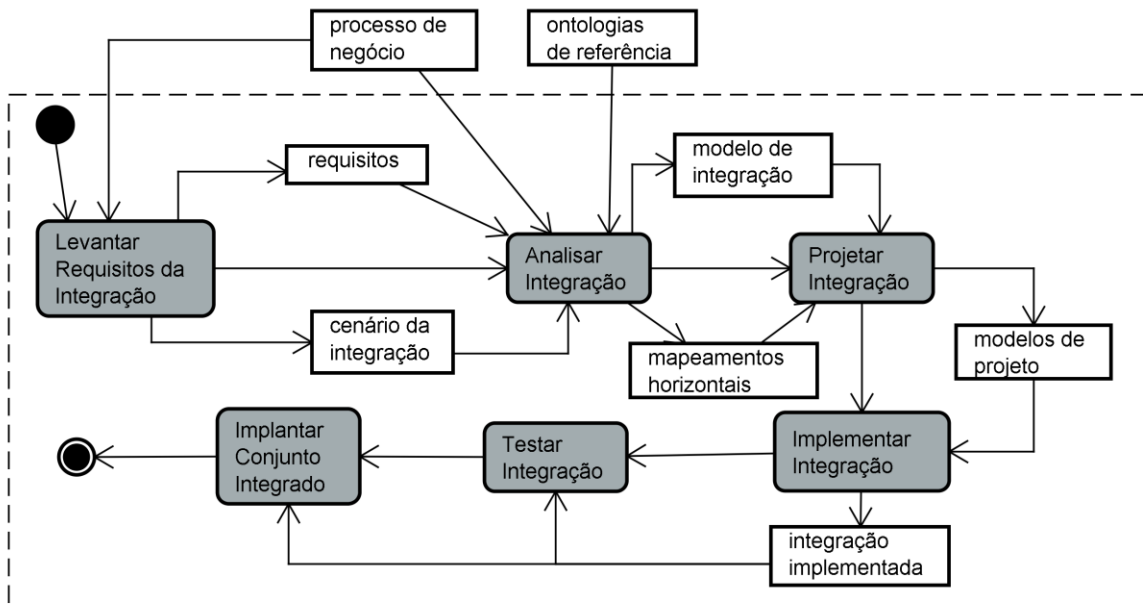 processo de
negócio
ontologias
de referência
requisitos
modelo de
integração
Levantar
Requisitos da
Integração
Analisar
Integração
Projetar
Integração
cenário da
integração
mapeamentos
horizontais
modelos de
projeto
Implantar
Conjunto
Integrado
Testar
Integração
Implementar
Integração
integração
implementada